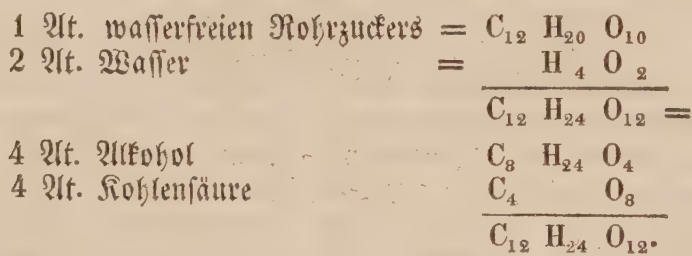 1 At. wasserfreien Rohrzuckers = C₁₂ H₂₀ O₁₀
2 At. Wasser = H₄ O₂
C₁₂ H₂₄ O₁₂ =
4 At. Alkohol C₈ H₂₄ O₄
4 At. Kohlensäure C₄ O₈
C₁₂ H₂₄ O₁₂.